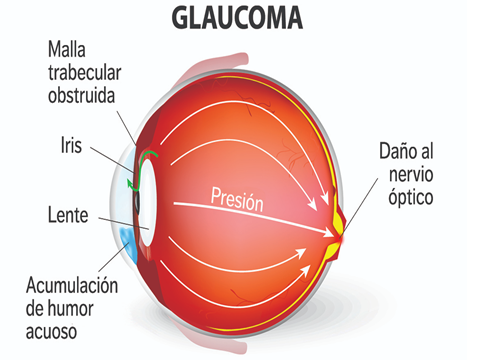 GLAUCOMA
Malla
trabecular
obstruida
Iris
Lente
Acumulación
de humor
acuoso
Presión
Daño al
nervio
óptico